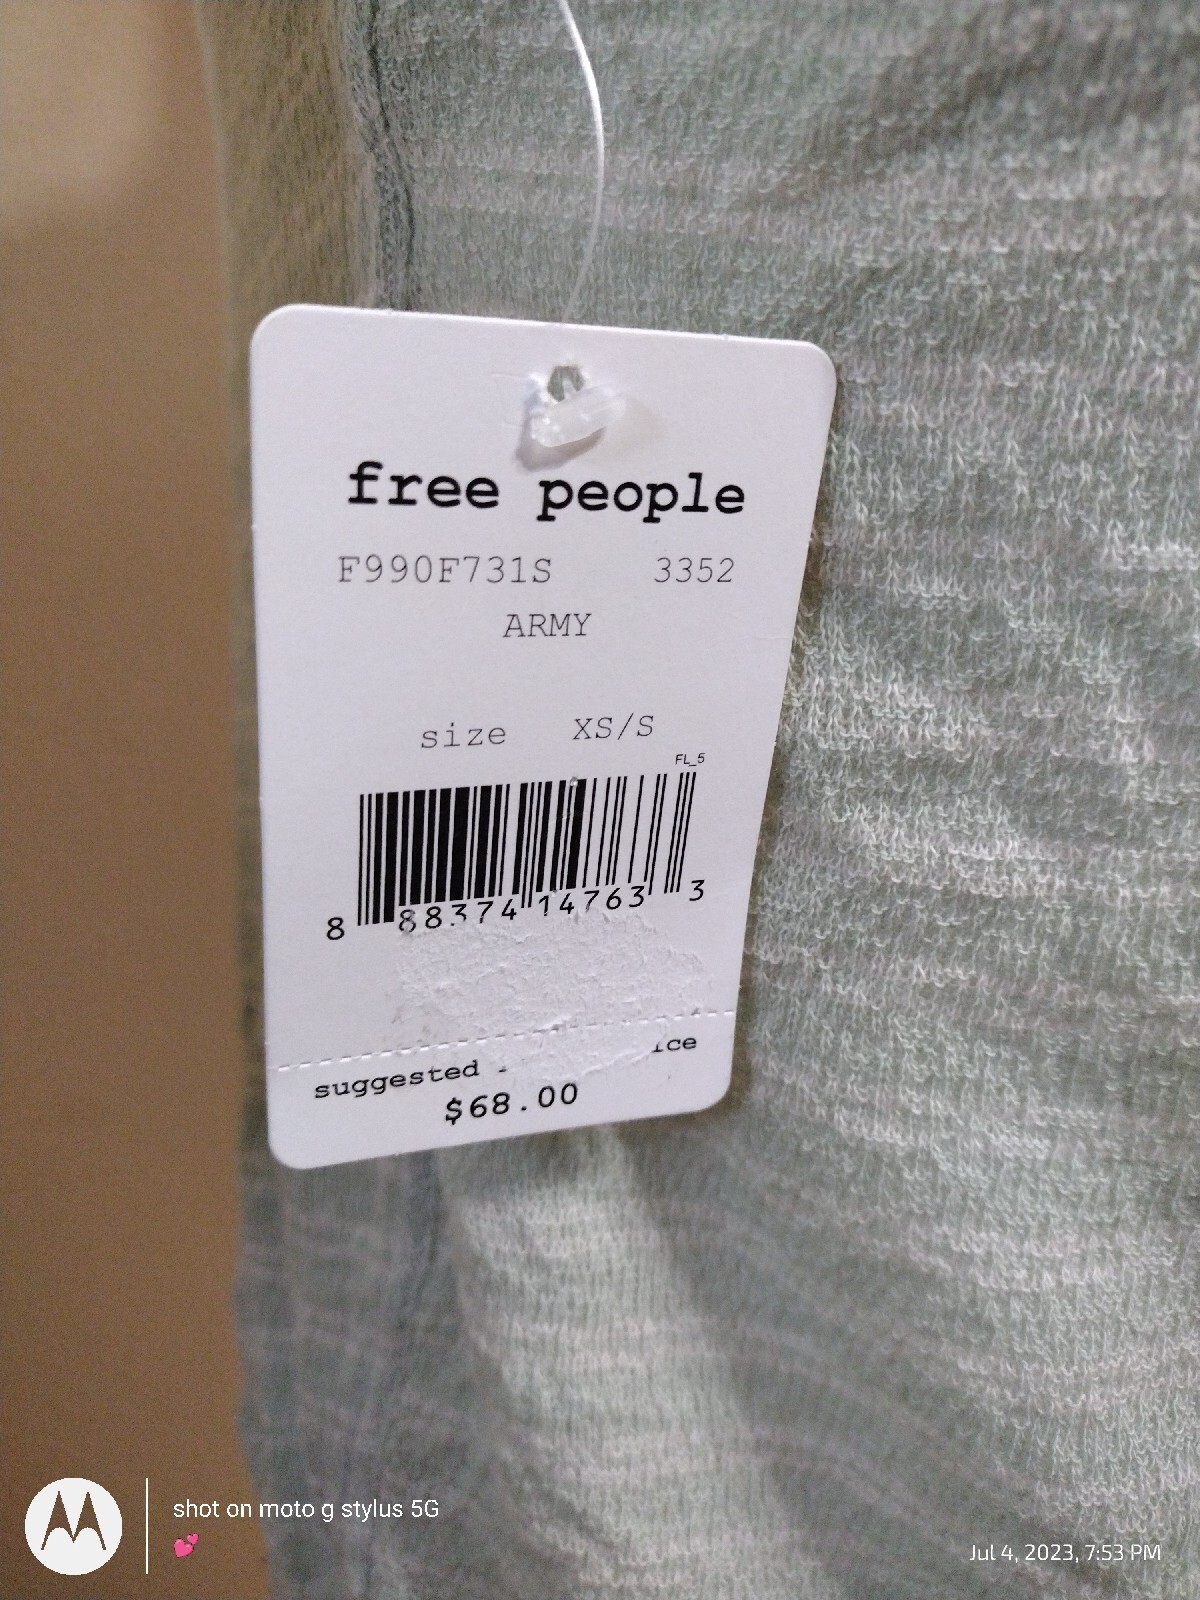 free people
F990F731S 3352
ARMY
size XS/S
FL_5
8 88374 14763 3
suggested
$68.00
shot on moto g stylus 5G
Jul 4, 2023, 7:53 PM